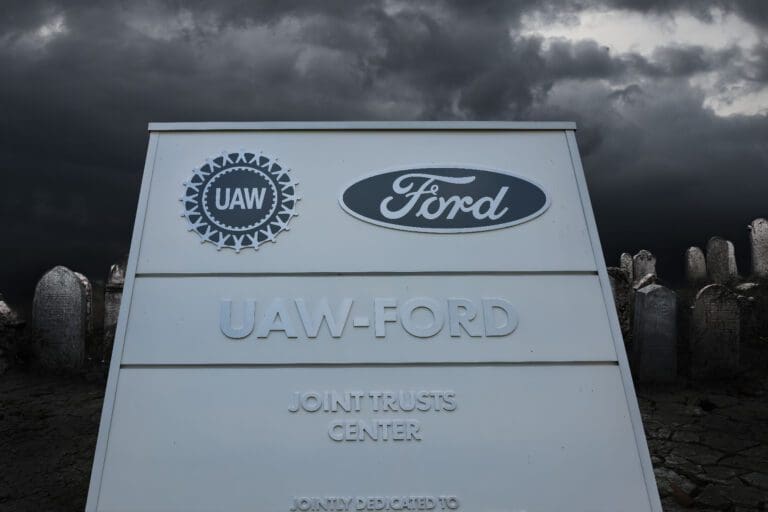 UAW
Ford
UAW-FORD
JOINT TRUSTS
CENTER
JOINTLY DEDICATED TO